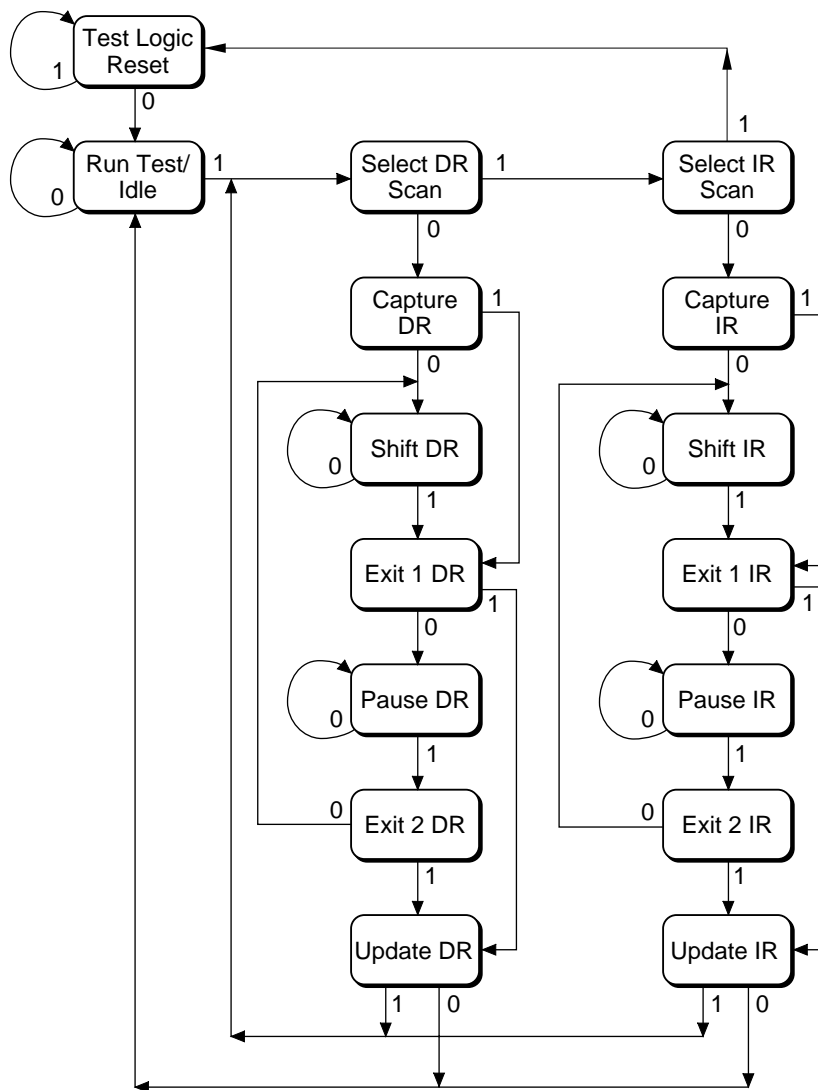 Test Logic
Reset
1
0
1
Run Test/
Idle
0
1
Select DR
Scan
1
Select IR
Scan
0
0
Capture
DR
1
Capture
IR
1
0
0
Shift DR
0
Shift IR
0
1
1
Exit 1 DR
1
Exit 1 IR
1
0
0
Pause DR
0
Pause IR
0
1
1
0
Exit 2 DR
0
Exit 2 IR
1
1
Update DR
Update IR
1
0
1
0